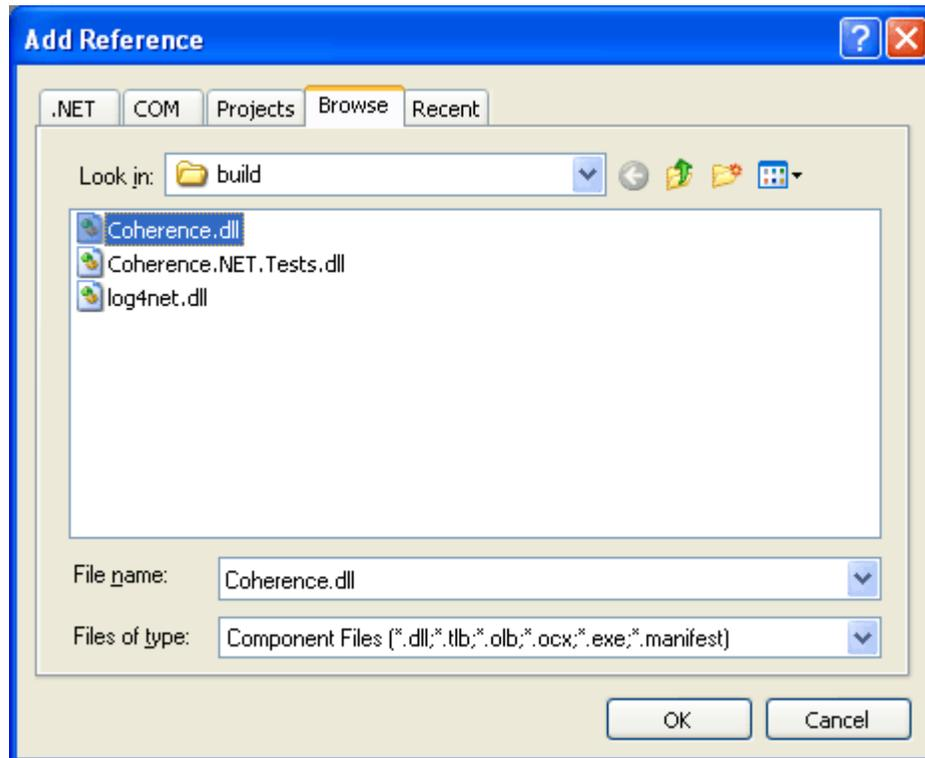 Add Reference
.NET COM Projects Browse Recent
Look in: build
Coherence.dll
Coherence.NET.Tests.dll
log4net.dll
File name: Coherence.dll
Files of type: Component Files (*.dll;*.tlb;*.olb;*.ocx;*.exe;*.manifest)
OK Cancel